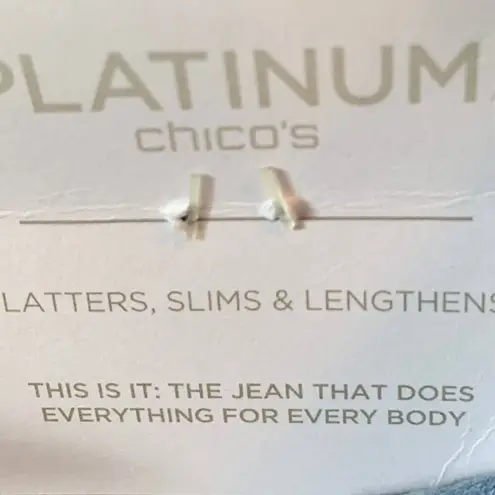 PLATINUM
chico's
LATTERS, SLIMS & LENGTHENS
THIS IS IT: THE JEAN THAT DOES
EVERYTHING FOR EVERY BODY